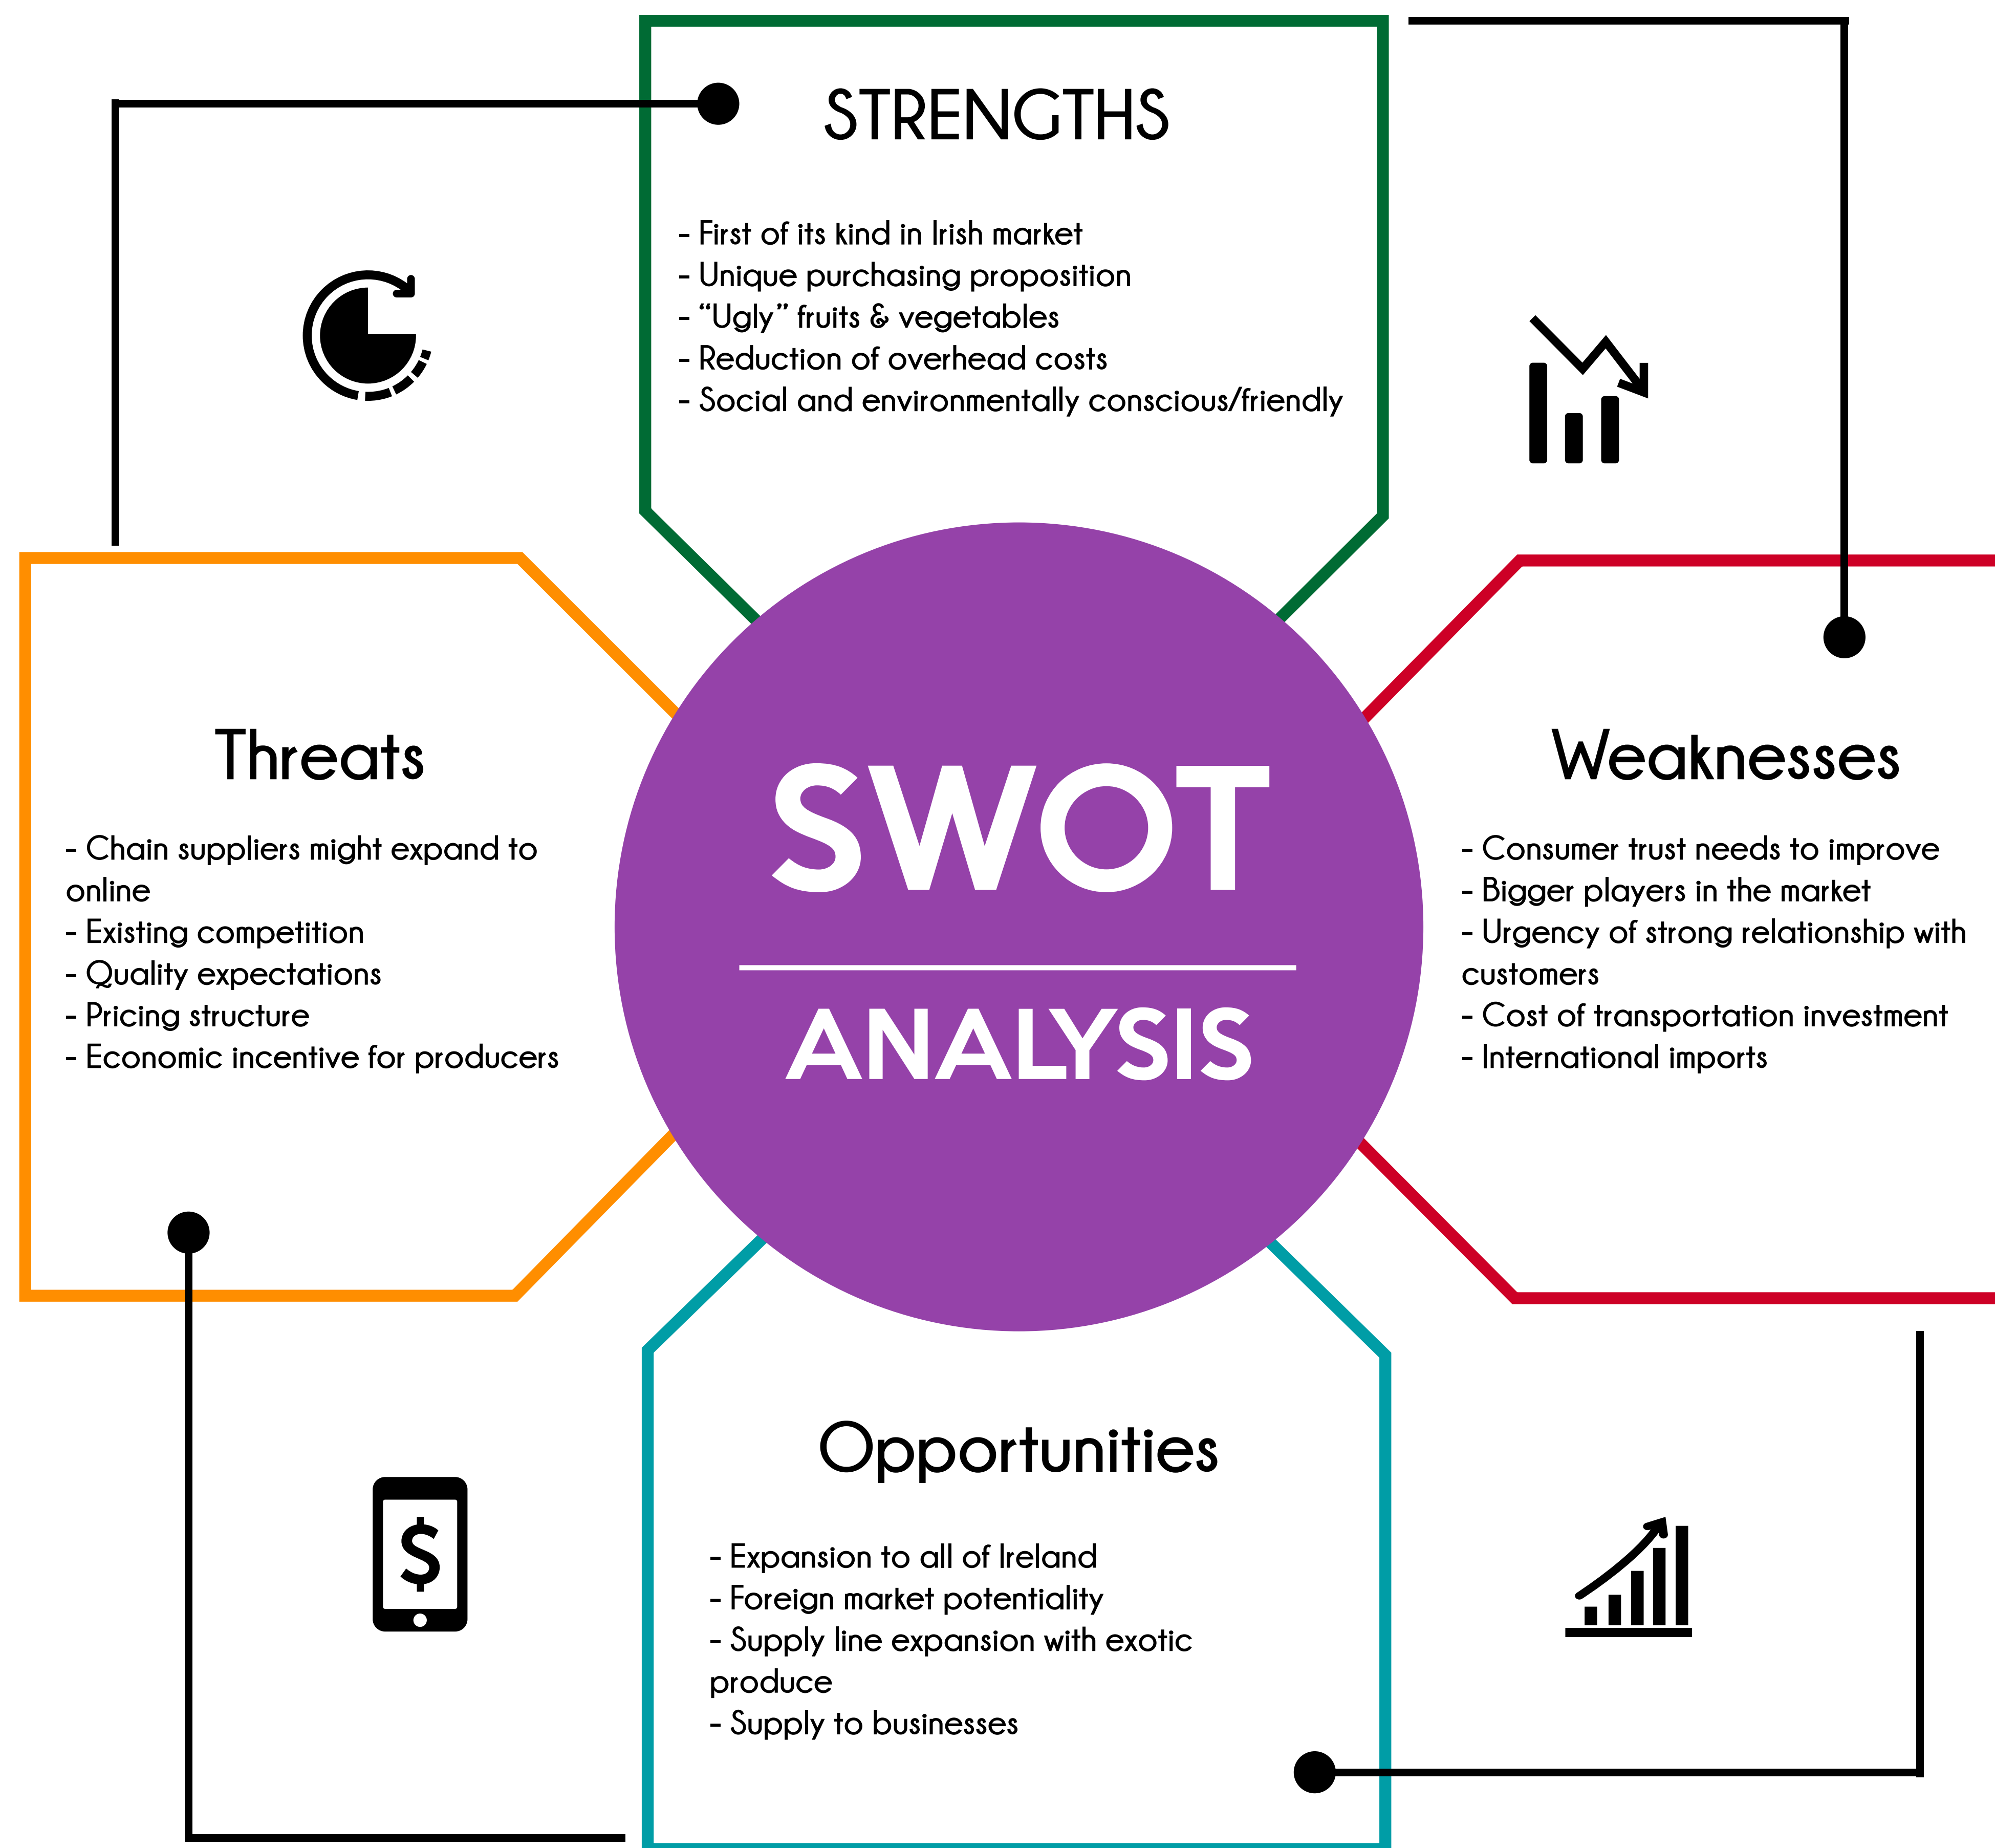 STRENGTHS
- First of its kind in Irish market
- Unique purchasing proposition
- “Ugly” fruits & vegetables
- Reduction of overhead costs
- Social and environmentally conscious/friendly
Threats
- Chain suppliers might expand to
online
- Existing competition
- Quality expectations
- Pricing structure
- Economic incentive for producers
SWOT
ANALYSIS
Weaknesses
- Consumer trust needs to improve
- Bigger players in the market
- Urgency of strong relationship with
customers
- Cost of transportation investment
- International imports
Opportunities
- Expansion to all of Ireland
- Foreign market potentiality
- Supply line expansion with exotic
produce
- Supply to businesses
$